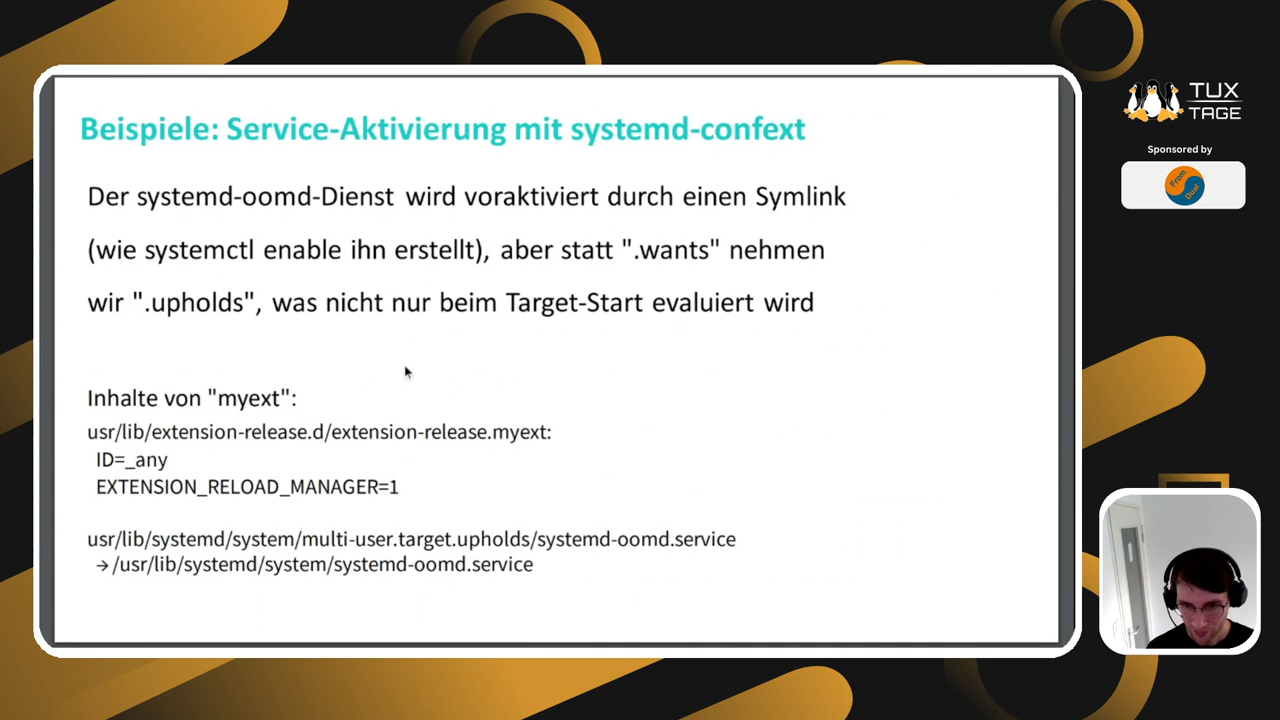 Beispiele: Service-Aktivierung mit systemd-confext
Der systemd-oomd-Dienst wird voraktiviert durch einen Symlink
(wie systemctl enable ihn erstellt), aber statt ".wants" nehmen
wir ".upholds", was nicht nur beim Target-Start evaluiert wird
Inhalte von "myext":
usr/lib/extension-release.d/extension-release.myext:
ID=_any
EXTENSION_RELOAD_MANAGER=1
usr/lib/systemd/system/multi-user.target.upholds/systemd-oomd.service
→ /usr/lib/systemd/system/systemd-oomd.service
TUX
TAGE
Sponsored by
From
Dual